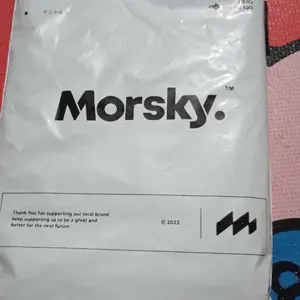 Morsky.™
Thank You for supporting our local brand
keep supporting us to be a great and
butter for the next future
© 2022